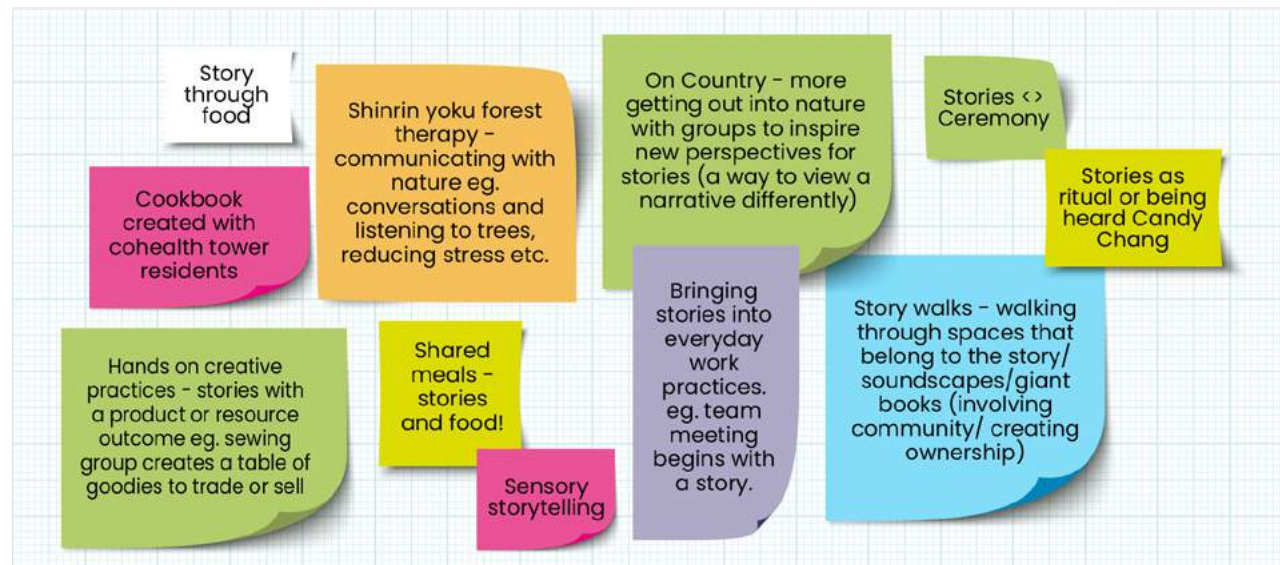 Story
through
food
Shinrin yoku forest
therapy -
communicating with
nature eg.
conversations and
listening to trees,
reducing stress etc.
On Country - more
getting out into nature
with groups to inspire
new perspectives for
stories (a way to view a
narrative differently)
Stories <>
Ceremony
Cookbook
created with
cohealth tower
residents
Stories as
ritual or being
heard Candy
Chang
Hands on creative
practices - stories with
a product or resource
outcome eg. sewing
group creates a table of
goodies to trade or sell
Shared
meals -
stories
and food!
Sensory
storytelling
Bringing
stories into
everyday
work
practices.
eg. team
meeting
begins with
a story.
Story walks - walking
through spaces that
belong to the story/
soundscapes/giant
books (involving
community/ creating
ownership)